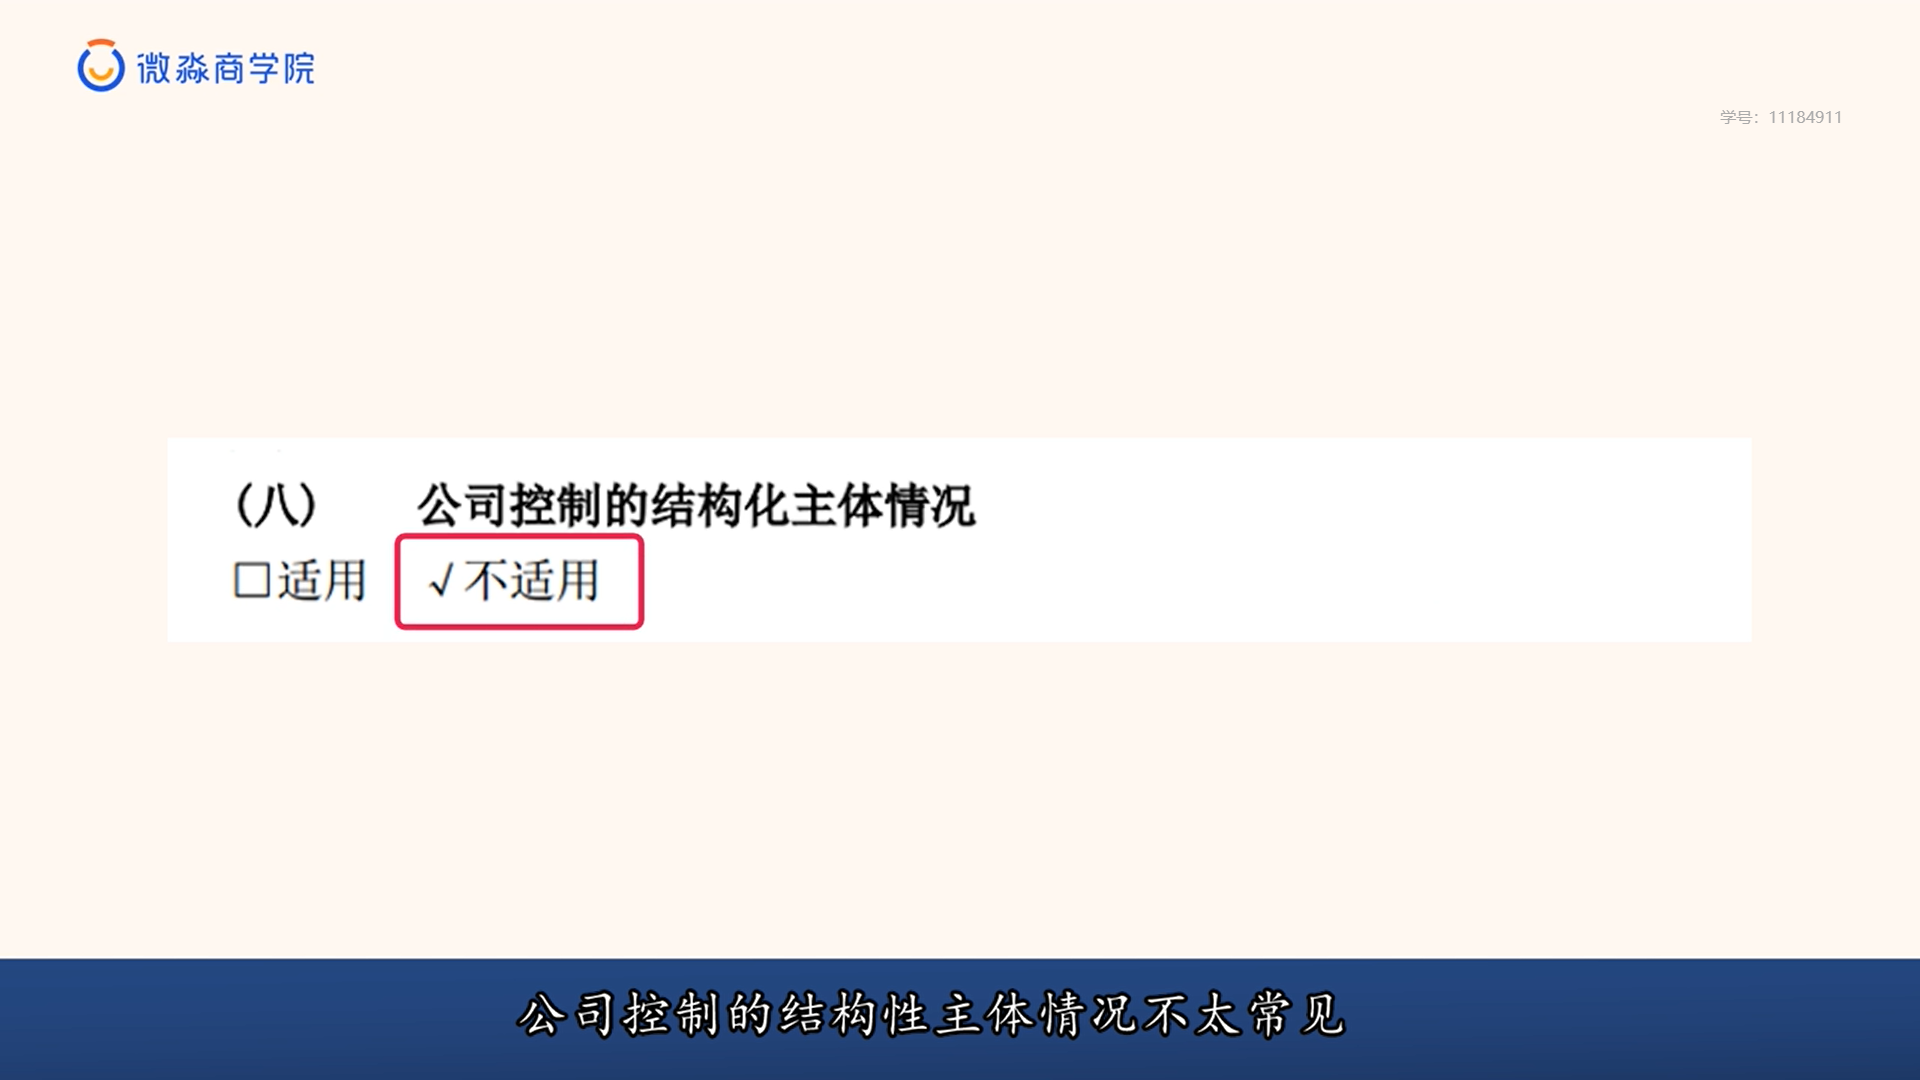 微淼商学院
学号：11184911
（八） 公司控制的结构化主体情况
□适用 √不适用
公司控制的结构性主体情况不太常见